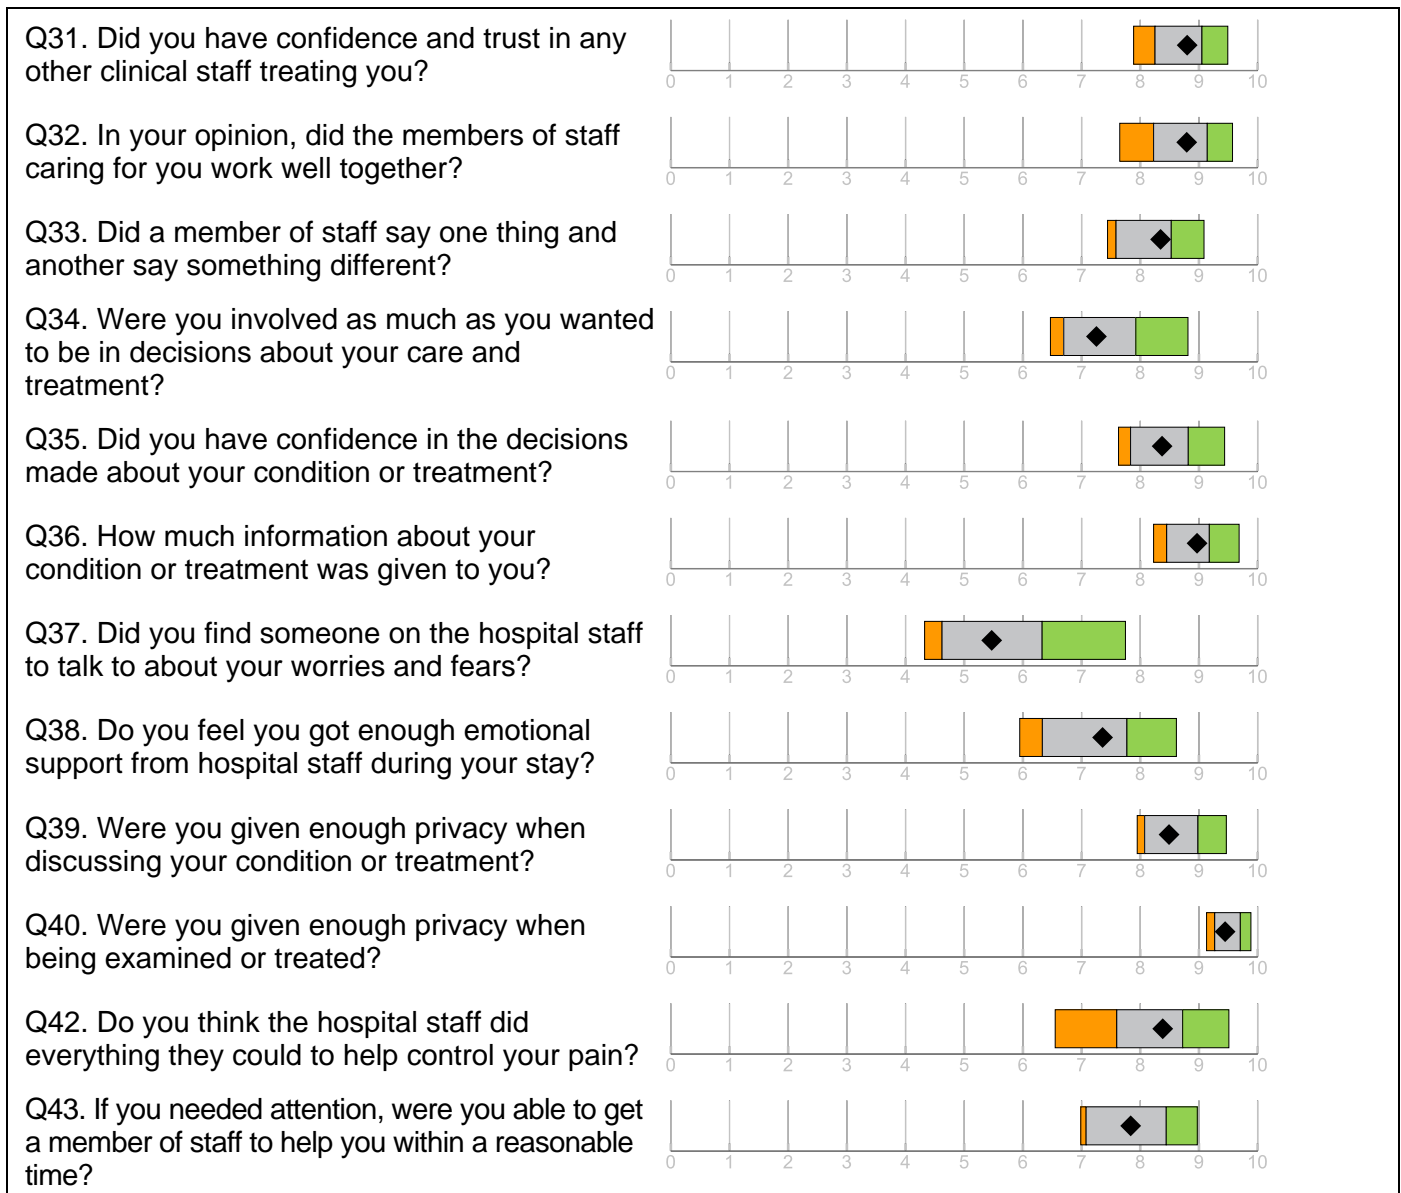 Q31. Did you have confidence and trust in any
other clinical staff treating you?
0 1 2 3 4 5 6 7 8 9 10
Q32. In your opinion, did the members of staff
caring for you work well together?
0 1 2 3 4 5 6 7 8 9 10
Q33. Did a member of staff say one thing and
another say something different?
0 1 2 3 4 5 6 7 8 9 10
Q34. Were you involved as much as you wanted
to be in decisions about your care and
treatment?
0 1 2 3 4 5 6 7 8 9 10
Q35. Did you have confidence in the decisions
made about your condition or treatment?
0 1 2 3 4 5 6 7 8 9 10
Q36. How much information about your
condition or treatment was given to you?
0 1 2 3 4 5 6 7 8 9 10
Q37. Did you find someone on the hospital staff
to talk to about your worries and fears?
0 1 2 3 4 5 6 7 8 9 10
Q38. Do you feel you got enough emotional
support from hospital staff during your stay?
0 1 2 3 4 5 6 7 8 9 10
Q39. Were you given enough privacy when
discussing your condition or treatment?
0 1 2 3 4 5 6 7 8 9 10
Q40. Were you given enough privacy when
being examined or treated?
0 1 2 3 4 5 6 7 8 9 10
Q42. Do you think the hospital staff did
everything they could to help control your pain?
0 1 2 3 4 5 6 7 8 9 10
Q43. If you needed attention, were you able to get
a member of staff to help you within a reasonable
time?
0 1 2 3 4 5 6 7 8 9 10